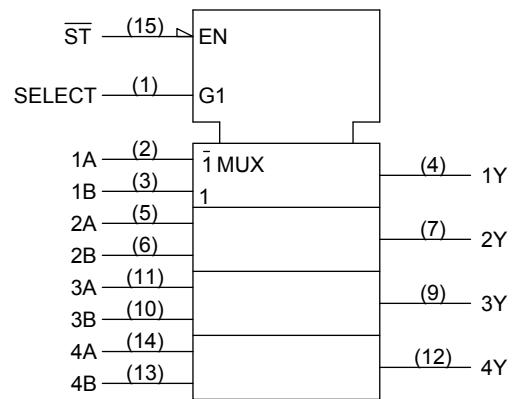 S̅T̅ (15) EN
SELECT (1) G1
1A (2) 1̅ MUX (4) 1Y
1B (3) 1
2A (5) (7) 2Y
2B (6)
3A (11) (9) 3Y
3B (10)
4A (14) (12) 4Y
4B (13)